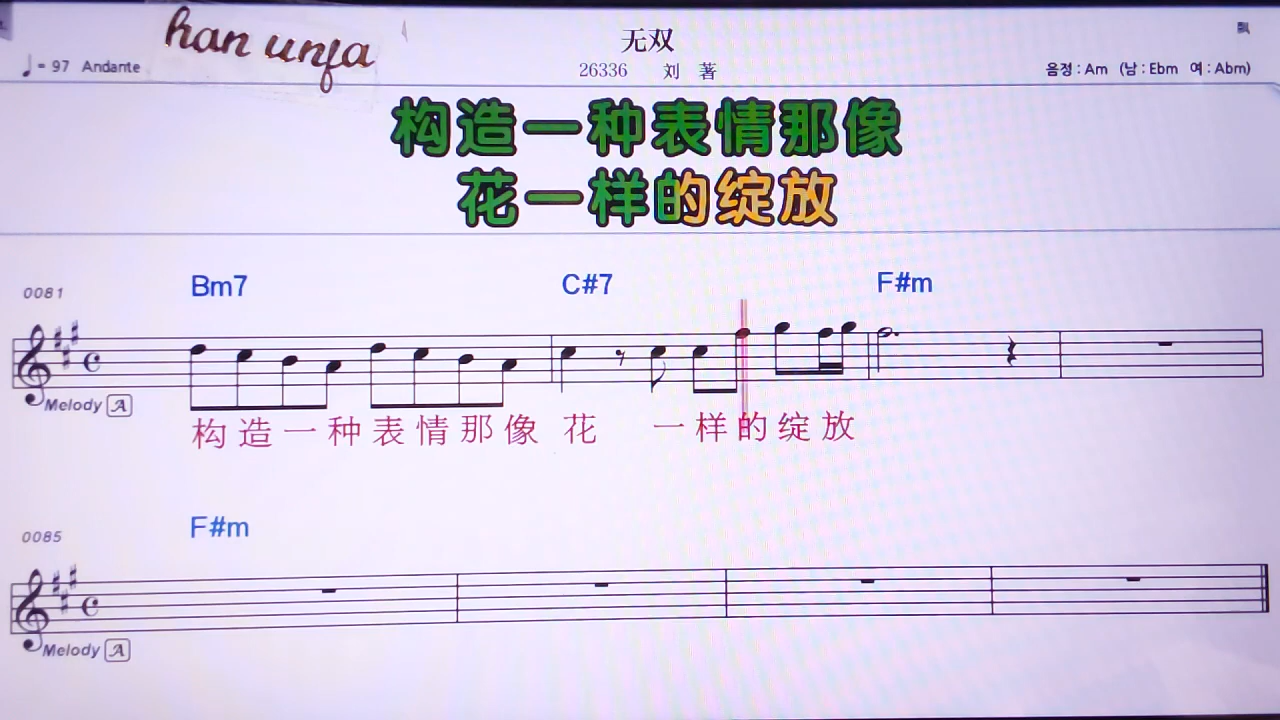 han unfa
无双
♩= 97 Andante
26336 刘 著
음정 : Am (남 : Ebm 여 : Abm)
构造一种表情那像
花一样的绽放
0081
Bm7 C#7 F#m
Melody A
构 造 一 种 表 情 那 像 花 一 样 的 绽 放
0085
F#m
Melody A